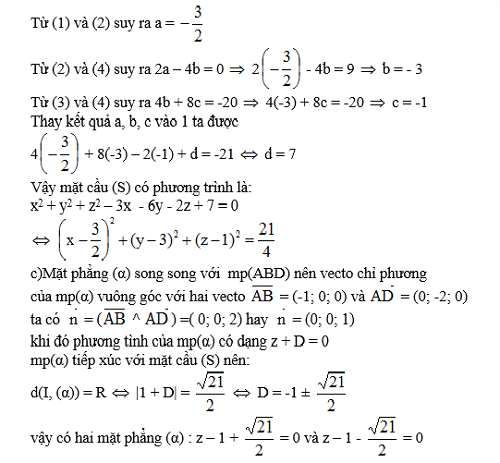 Từ (1) và (2) suy ra a = − 3/2
Từ (2) và (4) suy ra 2a – 4b = 0 ⇒ 2(− 3/2) - 4b = 9 ⇒ b = - 3
Từ (3) và (4) suy ra 4b + 8c = -20 ⇒ 4(-3) + 8c = -20 ⇒ c = -1
Thay kết quả a, b, c vào 1 ta được
4(− 3/2) + 8(-3) – 2(-1) + d = -21 ⇔ d = 7
Vậy mặt cầu (S) có phương trình là:
x² + y² + z² – 3x - 6y - 2z + 7 = 0
⇔ (x − 3/2)² + (y – 3)² + (z – 1)² = 21/4
c)Mặt phẳng (α) song song với mp(ABD) nên vecto chỉ phương
của mp(α) vuông góc với hai vecto AB = (-1; 0; 0) và AD = (0; -2; 0)
ta có n = (AB ^ AD) =( 0; 0; 2) hay n = (0; 0; 1)
khi đó phương tình của mp(α) có dạng z + D = 0
mp(α) tiếp xúc với mặt cầu (S) nên:
d(I, (α)) = R ⇔ |1 + D| = √21/2 ⇔ D = -1 ± √21/2
vậy có hai mặt phẳng (α) : z – 1 + √21/2 = 0 và z – 1 - √21/2 = 0